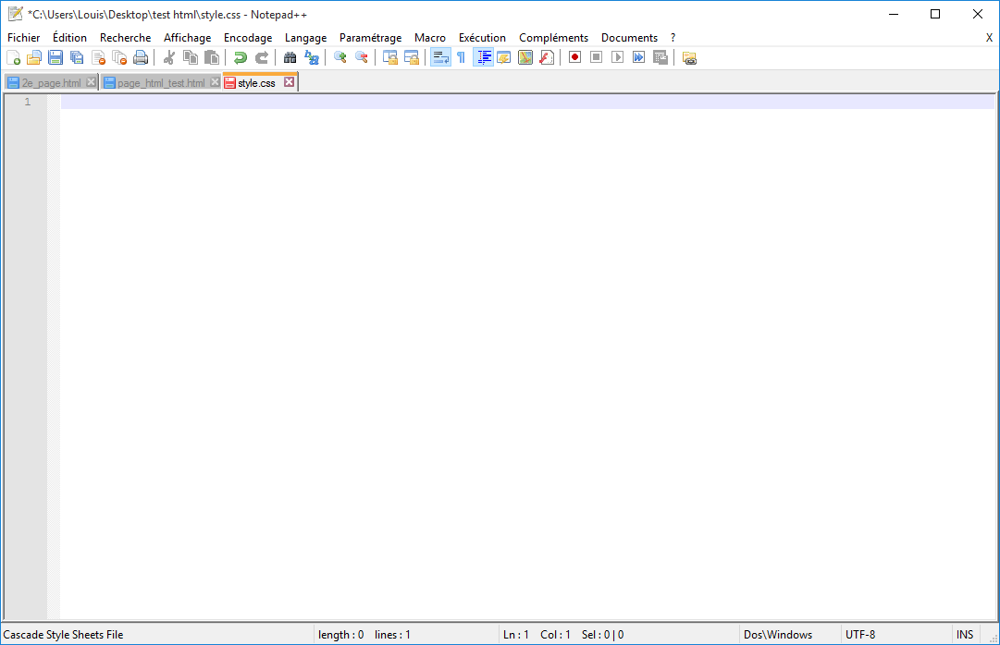 *C:\Users\Louis\Desktop\test html\style.css - Notepad++
Fichier Édition Recherche Affichage Encodage Langage Paramétrage Macro Exécution Compléments Documents ? X
2e_page.html page_html_test.html style.css
1
Cascade Style Sheets File length : 0 lines : 1 Ln : 1 Col : 1 Sel : 0 | 0 Dos\Windows UTF-8 INS